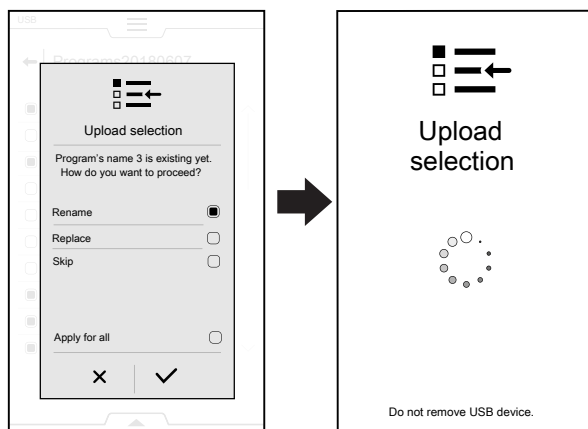 USB
Programs20180607
Upload selection
Program's name 3 is existing yet.
How do you want to proceed?
Rename
Replace
Skip
Apply for all
Upload
selection
Do not remove USB device.